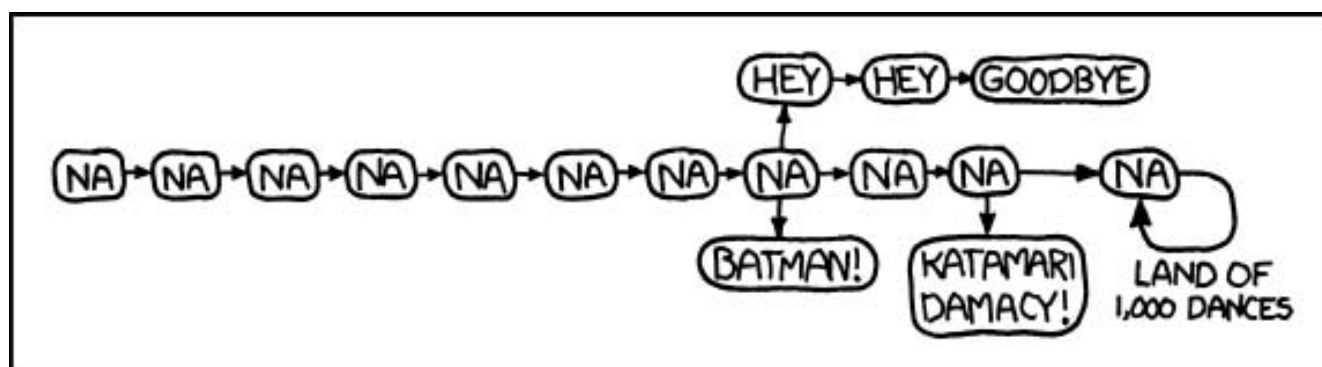 HEY HEY GOODBYE
NA NA NA NA NA NA NA NA NA NA NA
BATMAN!
KATAMARI
DAMACY!
LAND OF
1,000 DANCES